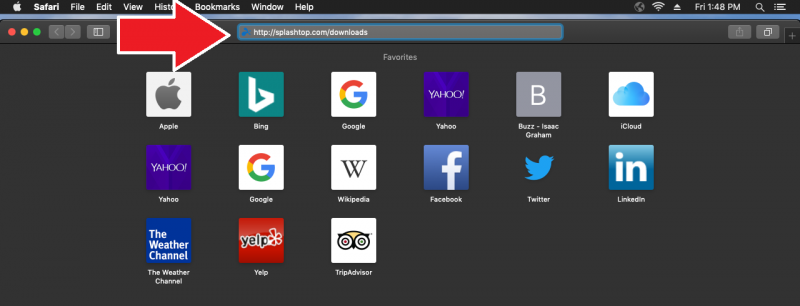 Safari File Edit View History Bookmarks Window Help Fri 1:48 PM
http://splashtop.com/downloads
Favorites
YAHOO! B
Apple Bing Google Yahoo Buzz - Isaac Graham iCloud
YAHOO! W in
Yahoo Google Wikipedia Facebook Twitter LinkedIn
The
Weather
Channel
yelp
The Weather Channel Yelp TripAdvisor